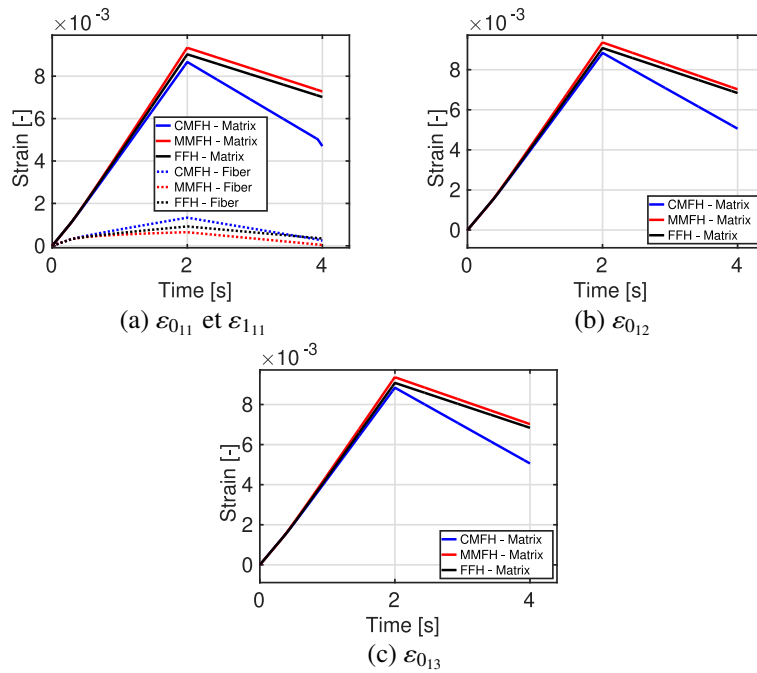 ×10 -3
8
6
4
2
0
Strain [-]
CMFH - Matrix
MMFH - Matrix
FFH - Matrix
CMFH - Fiber
MMFH - Fiber
FFH - Fiber
0 2 4
Time [s]
(a) ε0₁₁ et ε1₁₁
×10 -3
8
6
4
2
0
Strain [-]
CMFH - Matrix
MMFH - Matrix
FFH - Matrix
0 2 4
Time [s]
(b) ε0₁₂
×10 -3
8
6
4
2
0
Strain [-]
CMFH - Matrix
MMFH - Matrix
FFH - Matrix
0 2 4
Time [s]
(c) ε0₁₃